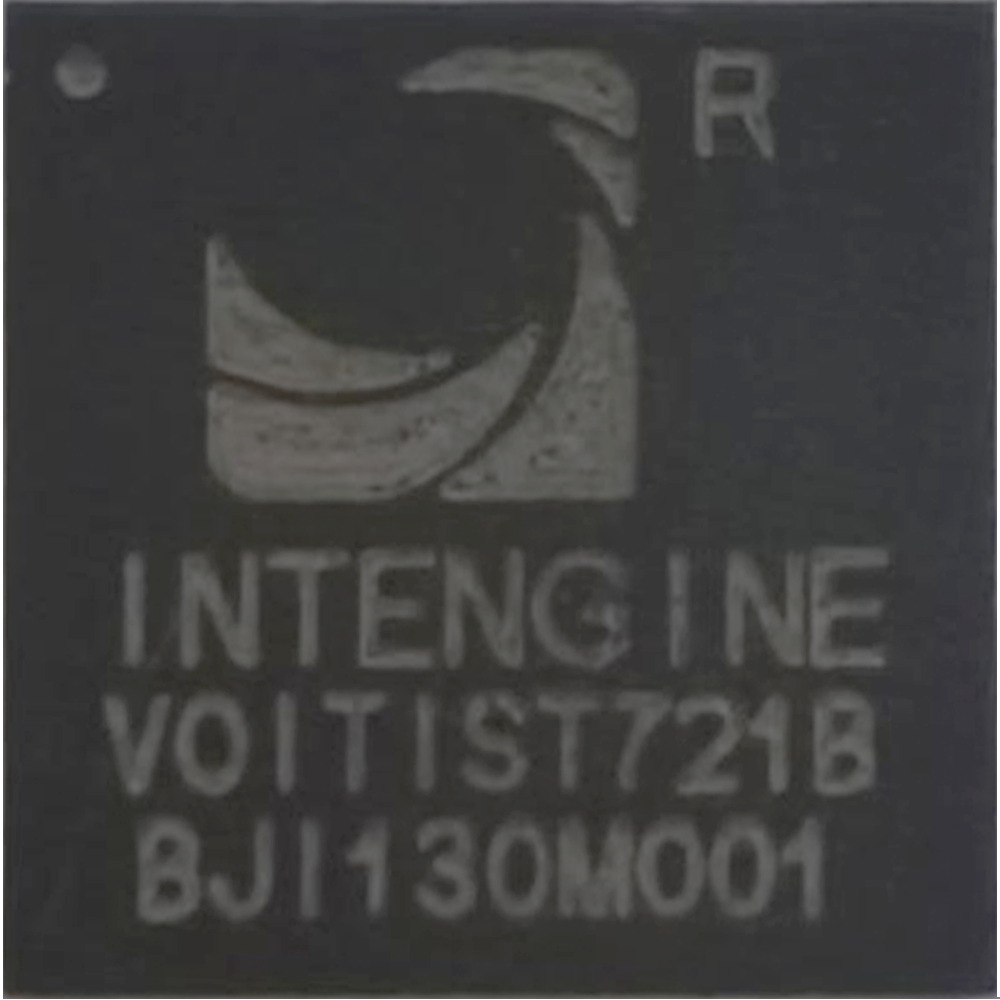 R
INTENGINE
VOITIST721B
BJI130M001